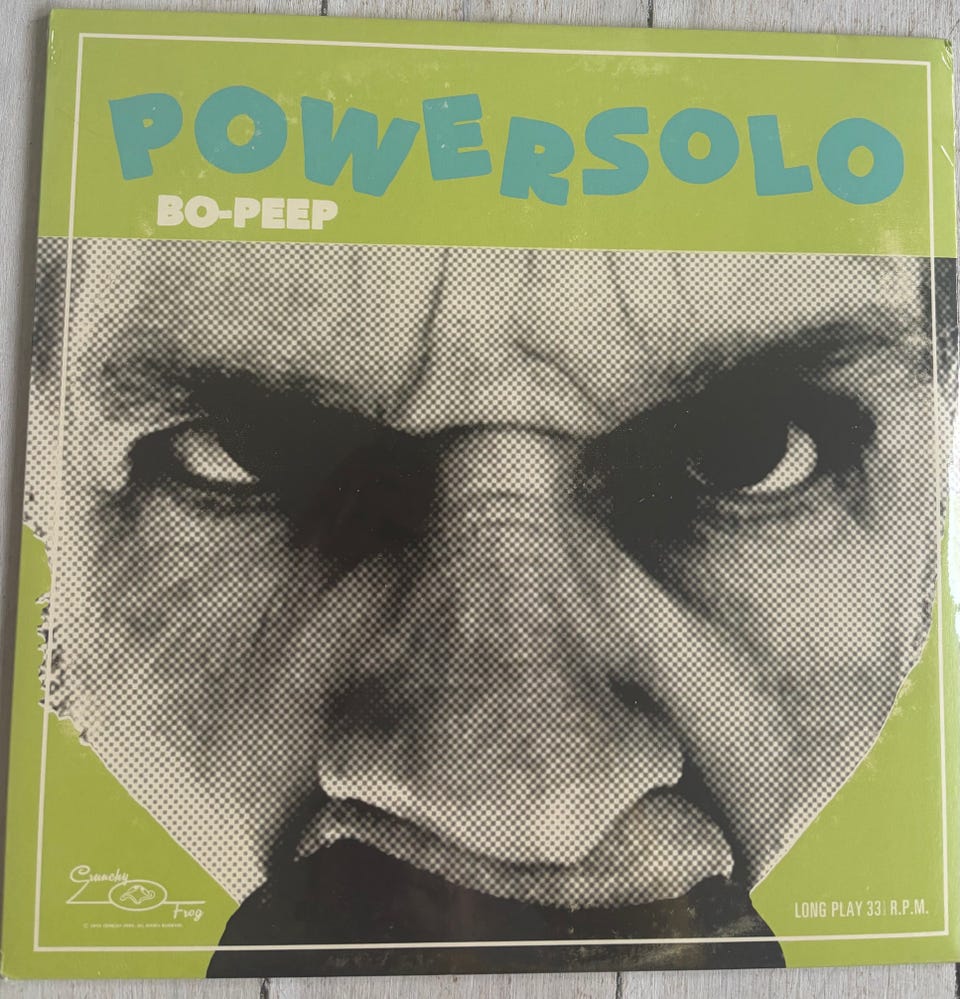 POWERSOLO
BO-PEEP
Crunchy
Frog
LONG PLAY 33⅓ R.P.M.